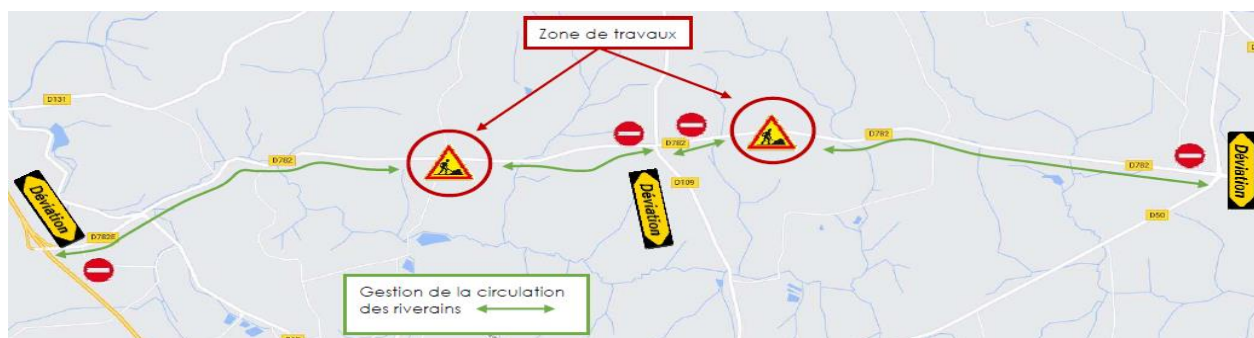 Zone de travaux
D131
D782
D782
D782
D782
D109
D50
D782E
Déviation
Déviation
Déviation
Gestion de la circulation
des riverains